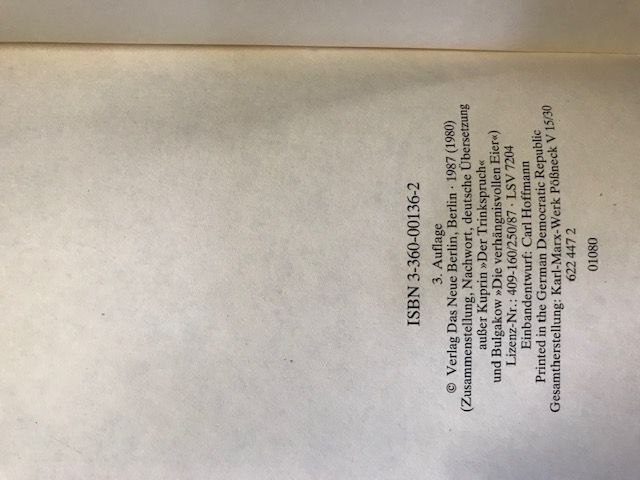 ISBN 3-360-00136-2
3. Auflage
© Verlag Das Neue Berlin, Berlin · 1987 (1980)
(Zusammenstellung, Nachwort, deutsche Übersetzung
außer Kuprin »Der Trinkspruch«
und Bulgakow »Die verhängnisvollen Eier«)
Lizenz-Nr.: 409-160/250/87 · LSV 7204
Einbandentwurf: Carl Hoffmann
Printed in the German Democratic Republic
Gesamtherstellung: Karl-Marx-Werk Pößneck V 15/30
622 447 2
01080